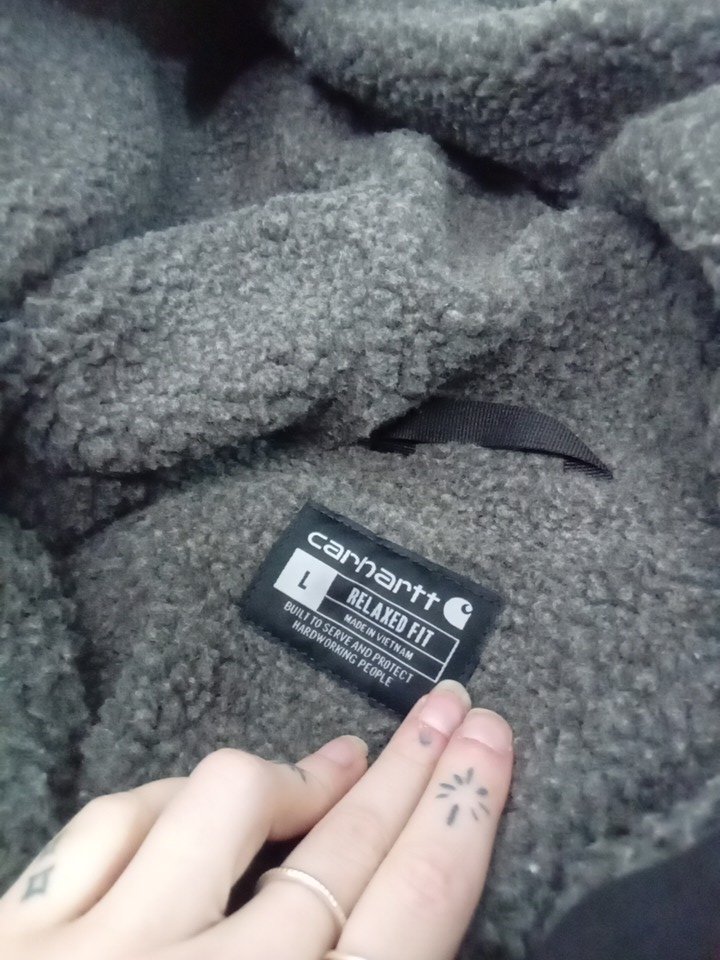 carhartt
L
RELAXED FIT
MADE IN VIETNAM
BUILT TO SERVE AND PROTECT
HARDWORKING PEOPLE